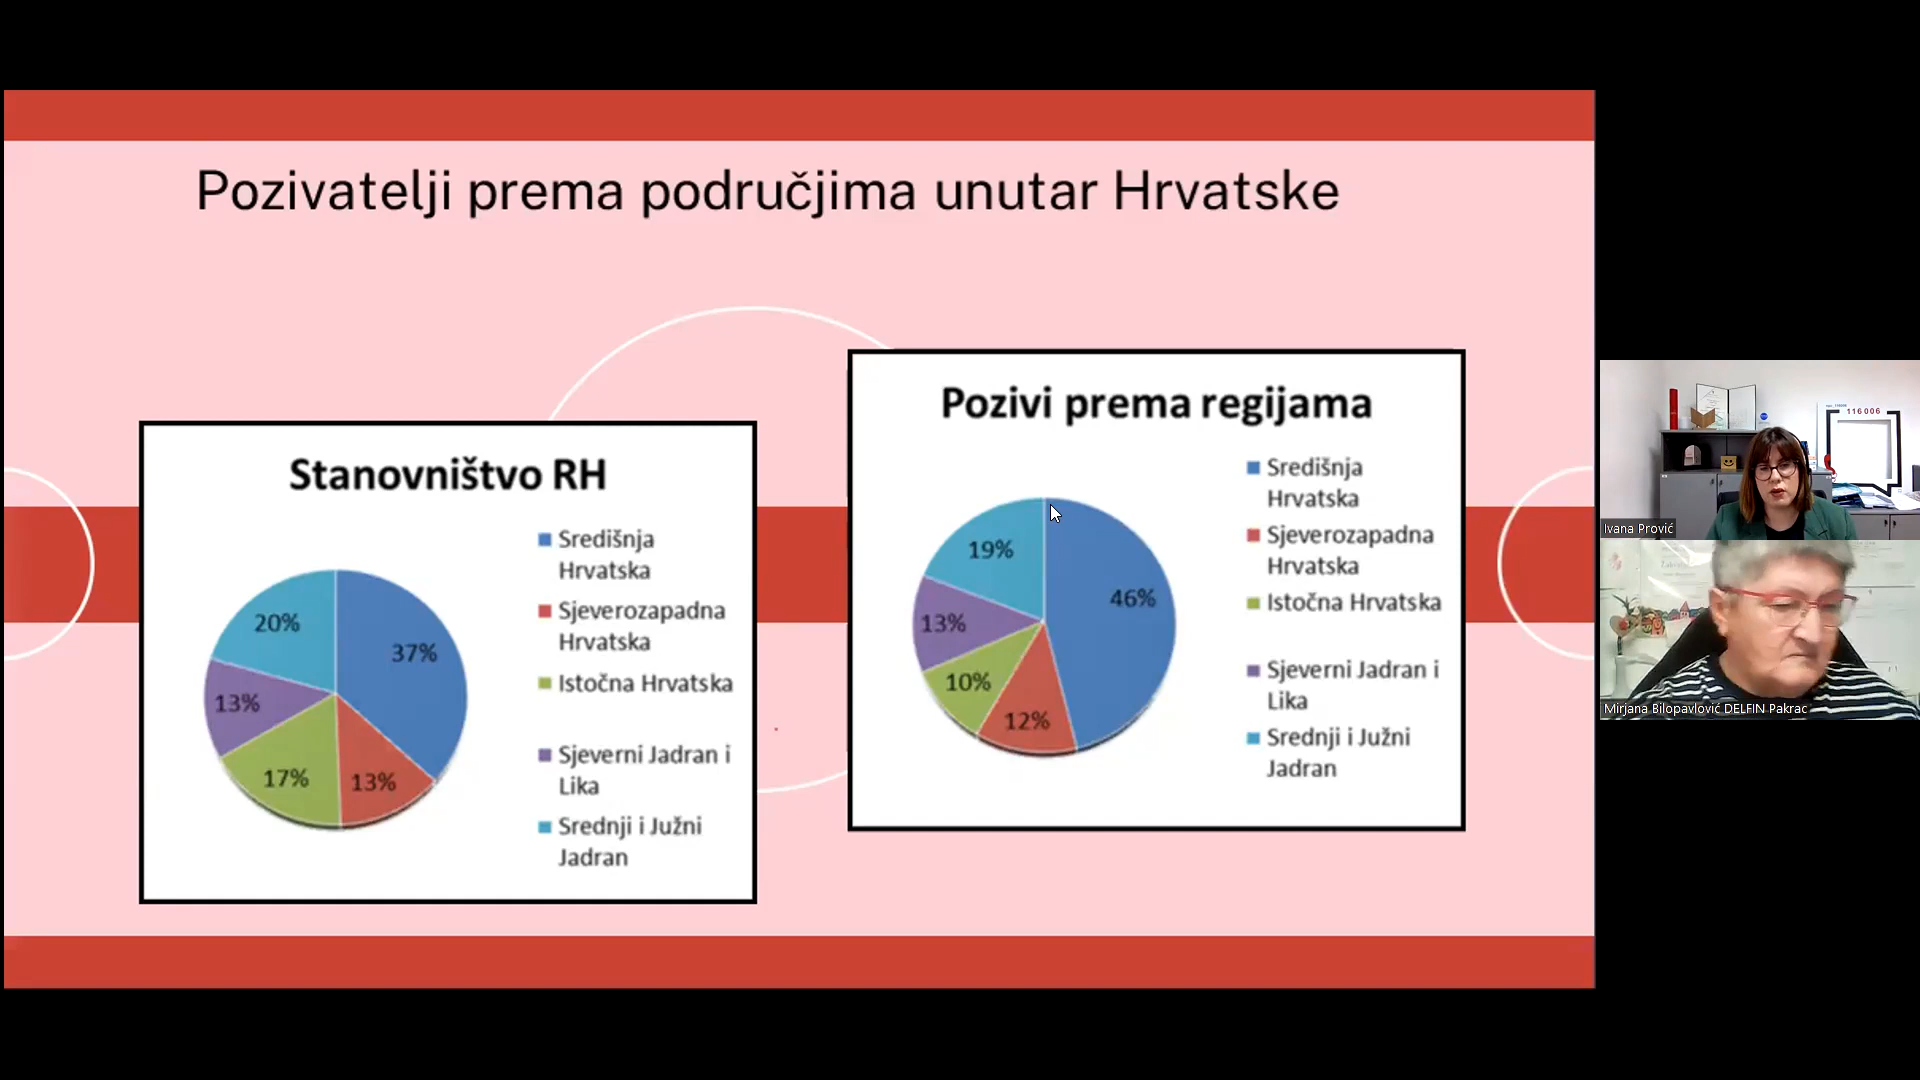 Pozivatelji prema područjima unutar Hrvatske
Stanovništvo RH
37%
13%
17%
13%
20%
Središnja
Hrvatska
Sjeverozapadna
Hrvatska
Istočna Hrvatska
Sjeverni Jadran i
Lika
Srednji i Južni
Jadran
Pozivi prema regijama
46%
12%
10%
13%
19%
Središnja
Hrvatska
Sjeverozapadna
Hrvatska
Istočna Hrvatska
Sjeverni Jadran i
Lika
Srednji i Južni
Jadran
116 006
Ivana Prović
Mirjana Bilopavlović DELFIN Pakrac